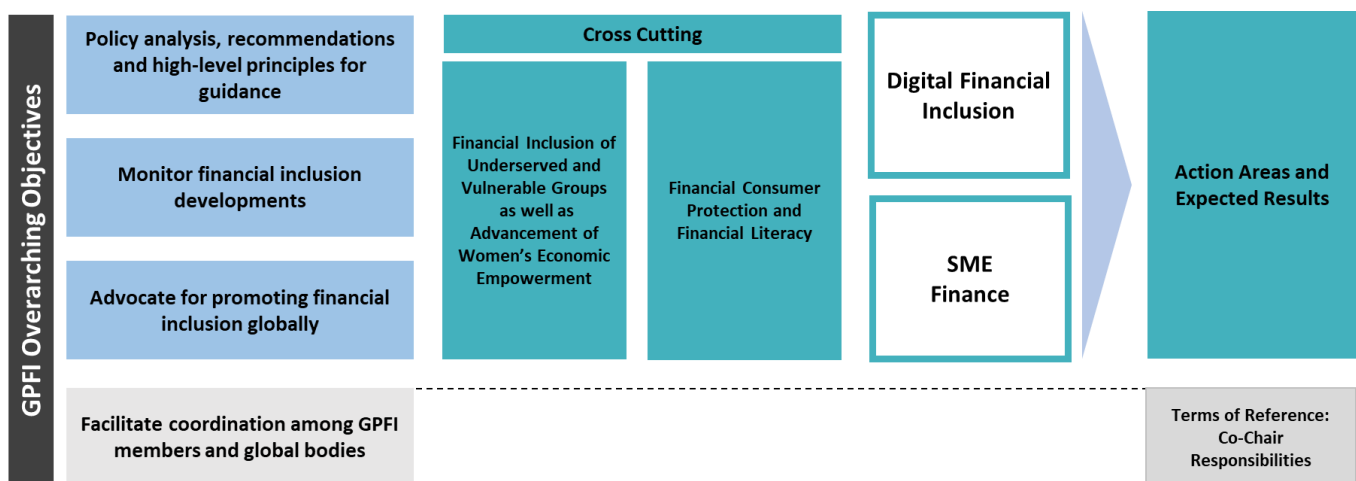 GPFI Overarching Objectives
Policy analysis, recommendations
and high-level principles for
guidance
Monitor financial inclusion
developments
Advocate for promoting financial
inclusion globally
Facilitate coordination among GPFI
members and global bodies
Cross Cutting
Financial Inclusion of
Underserved and
Vulnerable Groups
as well as
Advancement of
Women’s Economic
Empowerment
Financial Consumer
Protection and
Financial Literacy
Digital Financial
Inclusion
SME
Finance
Action Areas and
Expected Results
Terms of Reference:
Co-Chair
Responsibilities